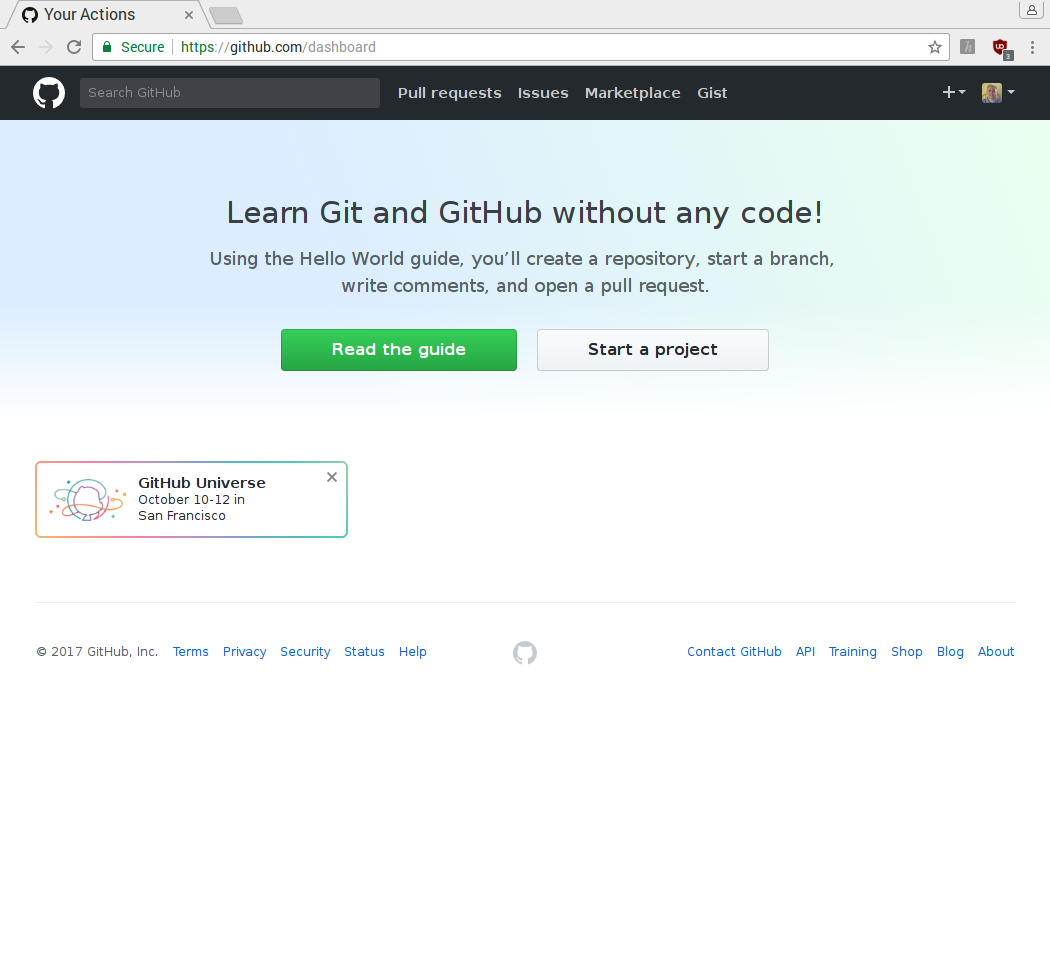 Your Actions
Secure https://github.com/dashboard
3
Search GitHub Pull requests Issues Marketplace Gist
Learn Git and GitHub without any code!
Using the Hello World guide, you’ll create a repository, start a branch,
write comments, and open a pull request.
Read the guide Start a project
GitHub Universe
October 10-12 in
San Francisco
© 2017 GitHub, Inc. Terms Privacy Security Status Help Contact GitHub API Training Shop Blog About